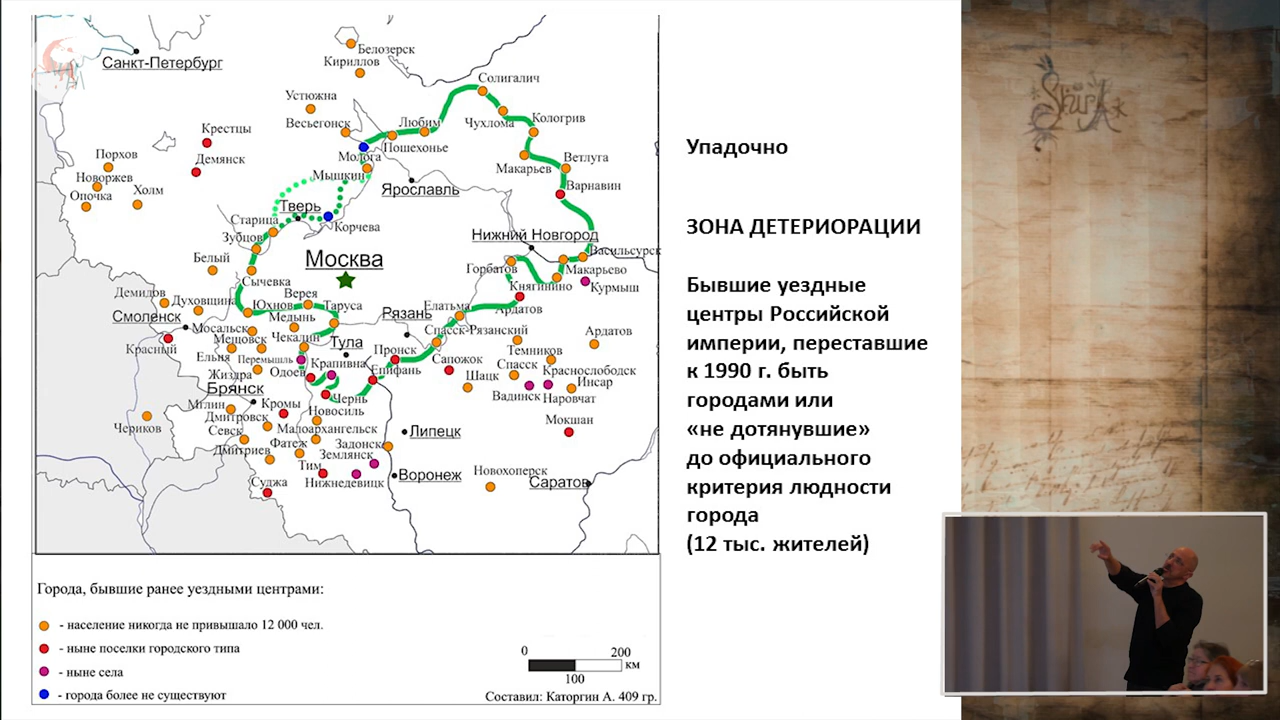 Санкт-Петербург
Белозерск
Кириллов
Устюжна
Весьегонск
Крестцы
Демянск
Порхов
Новоржев
Опочка
Холм
Солигалич
Чухлома
Кологрив
Любим
Пошехонье
Молога
Мышкин
Ярославль
Макарьев
Ветлуга
Варнавин
Тверь
Корчева
Старица
Зубцов
Нижний Новгород
Васильсурск
Макарьево
Горбатов
Княгинино
Курмыш
Москва
Белый
Сычевка
Демидов
Духовщина
Смоленск
Юхнов
Верея
Таруса
Медынь
Елатьма
Ардатов
Рязань
Спасск-Рязанский
Ардатов
Мосальск
Мещовск
Чекалин
Тула
Красный
Ельня
Перемышль
Крапивна
Пронск
Епифань
Сапожок
Темников
Жиздра
Одоев
Шацк
Спасск
Краснослободск
Инсар
Вадинск
Наровчат
Брянск
Чернь
Мглин
Кромы
Новосиль
Дмитровск
Севск
Малоархангельск
Чериков
Липецк
Мокшан
Фатеж
Задонск
Дмитриев
Землянск
Тим
Нижнедевицк
Воронеж
Новохоперск
Саратов
Суджа
Города, бывшие ранее уездными центрами:
- население никогда не привышало 12 000 чел.
- ныне поселки городского типа
- ныне села
- города более не существуют
0 200
км
100
Составил: Каторгин А. 409 гр.
Упадочно
ЗОНА ДЕТЕРИОРАЦИИ
Бывшие уездные
центры Российской
империи, переставшие
к 1990 г. быть
городами или
«не дотянувшие»
до официального
критерия людности
города
(12 тыс. жителей)